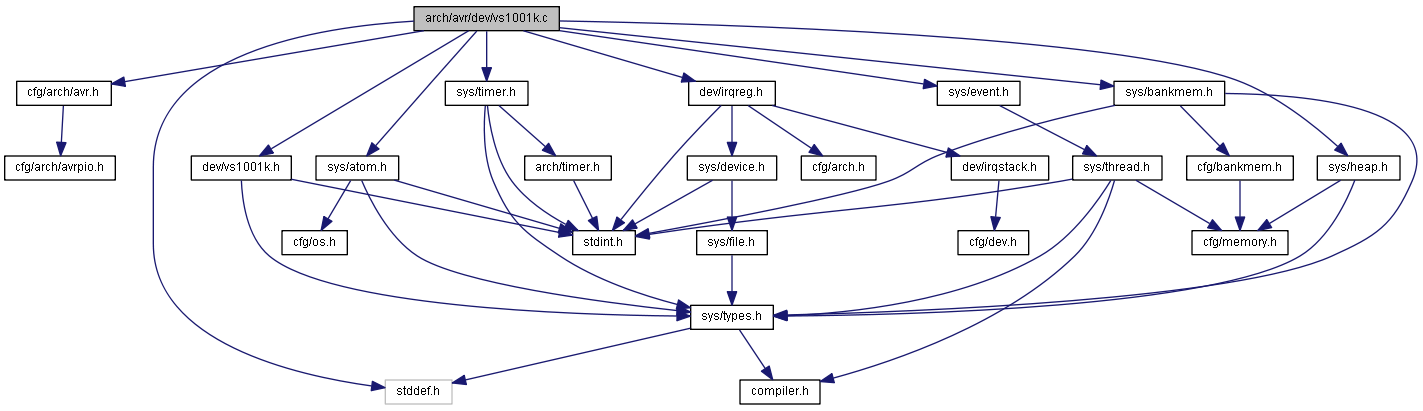 arch/avr/dev/vs1001k.c
cfg/arch/avr.h
sys/timer.h
dev/irqreg.h
sys/event.h
sys/bankmem.h
cfg/arch/avrpio.h
dev/vs1001k.h
sys/atom.h
arch/timer.h
sys/device.h
cfg/arch.h
dev/irqstack.h
sys/thread.h
cfg/bankmem.h
sys/heap.h
cfg/os.h
stdint.h
sys/file.h
cfg/dev.h
cfg/memory.h
sys/types.h
stddef.h
compiler.h